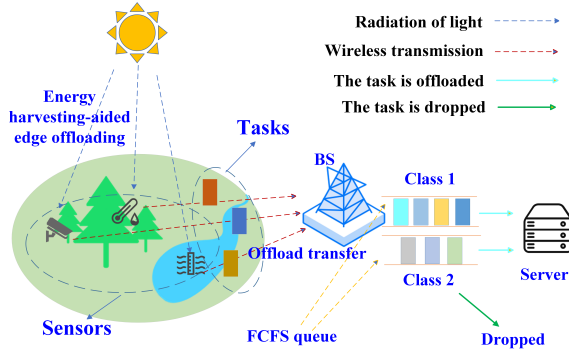 Radiation of light
Wireless transmission
The task is offloaded
The task is dropped
Energy
harvesting-aided
edge offloading
Tasks
BS
Class 1
Offload transfer
Class 2
Server
Sensors
FCFS queue
Dropped